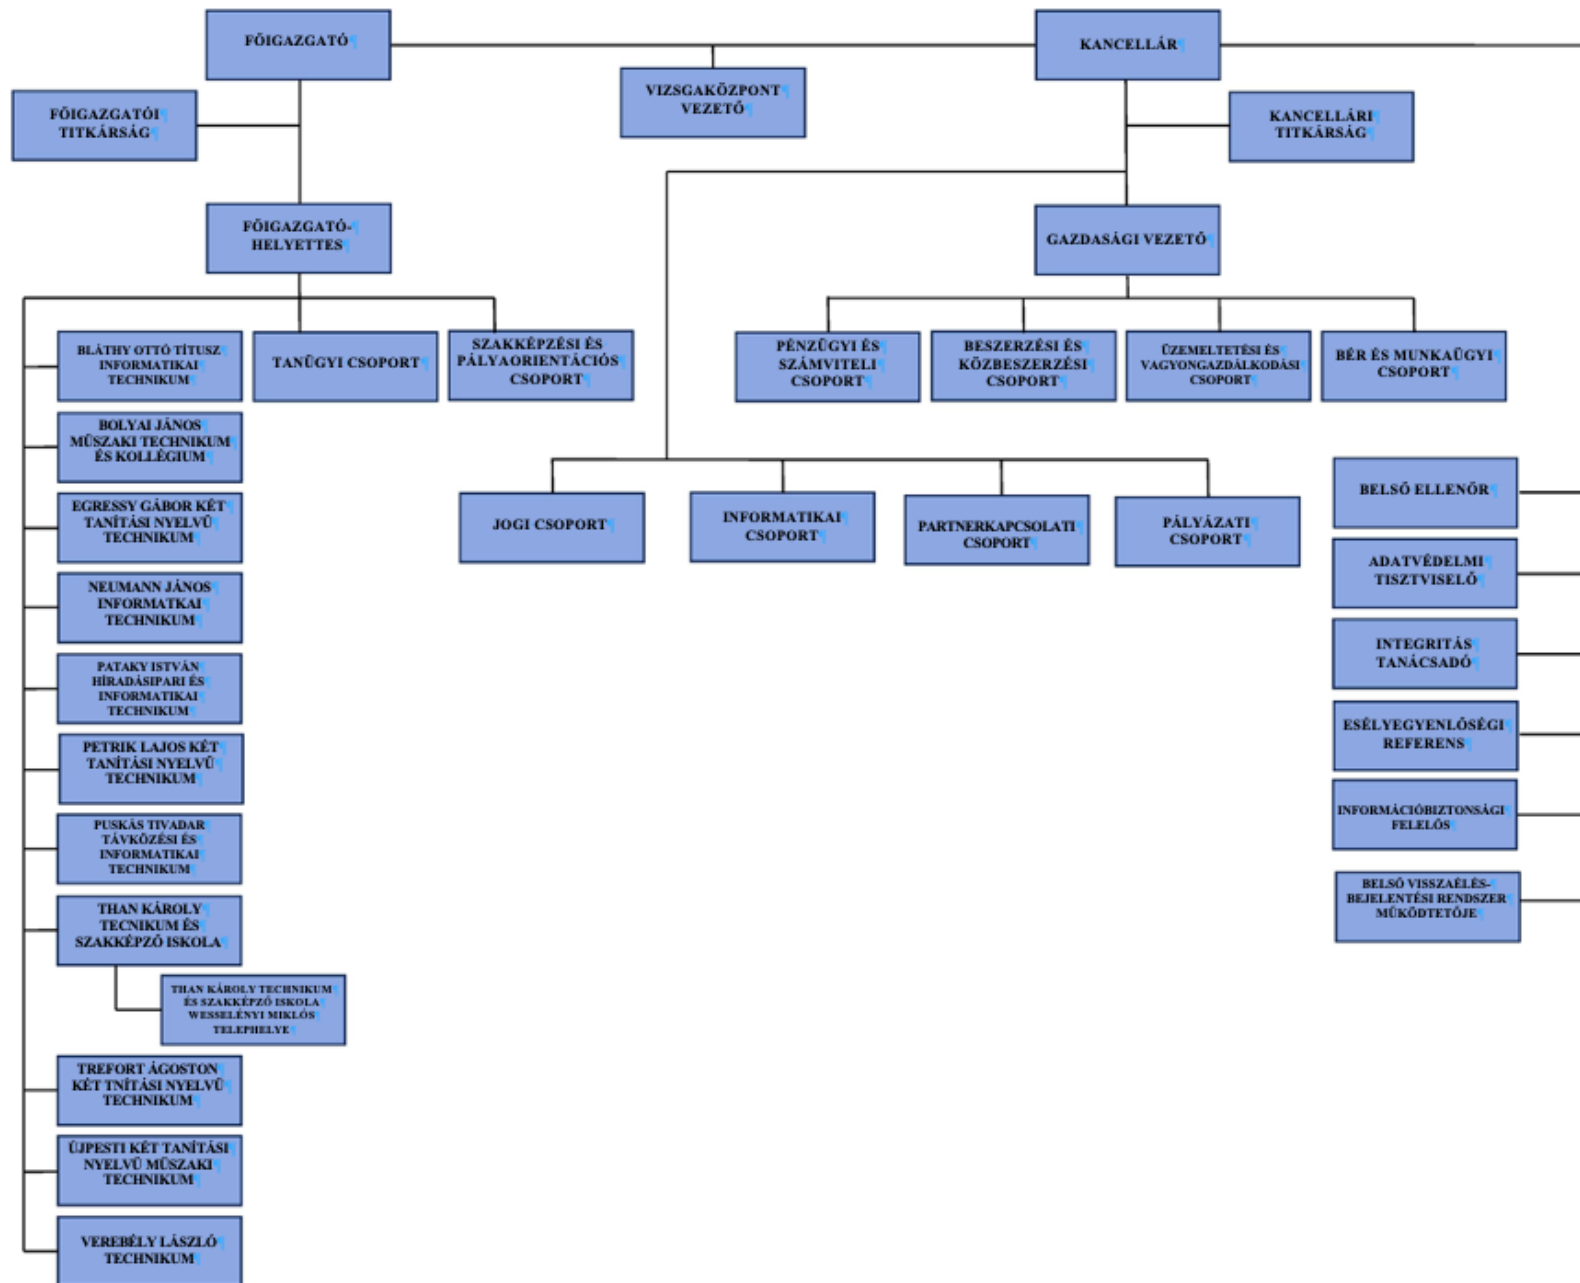 FŐIGAZGATÓ
KANCELLÁR
VIZSGAKÖZPONT
VEZETŐ
FŐIGAZGATÓI
TITKÁRSÁG
KANCELLÁRI
TITKÁRSÁG
FŐIGAZGATÓ-
HELYETTES
GAZDASÁGI VEZETŐ
BLÁTHY OTTÓ TÍTUSZ
INFORMATIKAI
TECHNIKUM
TANÜGYI CSOPORT
SZAKKÉPZÉSI ÉS
PÁLYAORIENTÁCIÓS
CSOPORT
PÉNZÜGYI ÉS
SZÁMVITELI
CSOPORT
BESZERZÉSI ÉS
KÖZBESZERZÉSI
CSOPORT
ÜZEMELTETÉSI ÉS
VAGYONGAZDÁLKODÁSI
CSOPORT
BÉR ÉS MUNKAÜGYI
CSOPORT
BOLYAI JÁNOS
MŰSZAKI TECHNIKUM
ÉS KOLLÉGIUM
EGRESSY GÁBOR KÉT
TANÍTÁSI NYELVŰ
TECHNIKUM
JOGI CSOPORT
INFORMATIKAI
CSOPORT
PARTNERKAPCSOLATI
CSOPORT
PÁLYÁZATI
CSOPORT
BELSŐ ELLENŐR
NEUMANN JÁNOS
INFORMATKAI
TECHNIKUM
ADATVÉDELMI
TISZTVISELŐ
PATAKY ISTVÁN
HÍRADÁSIPARI ÉS
INFORMATIKAI
TECHNIKUM
INTEGRITÁS
TANÁCSADÓ
PETRIK LAJOS KÉT
TANÍTÁSI NYELVŰ
TECHNIKUM
ESÉLYEGYENLŐSÉGI
REFERENS
PUSKÁS TIVADAR
TÁVKÖZÉSI ÉS
INFORMATIKAI
TECHNIKUM
INFORMÁCIÓBIZTONSÁGI
FELELŐS
THAN KÁROLY
TECNIKUM ÉS
SZAKKÉPZŐ ISKOLA
BELSŐ VISSZAÉLÉS-
BEJELENTÉSI RENDSZER
MŰKÖDTETŐJE
THAN KÁROLY TECHNIKUM
ÉS SZAKKÉPZŐ ISKOLA
WESSELÉNYI MIKLÓS
TELEPHELYE
TREFORT ÁGOSTON
KÉT TNÍTÁSI NYELVŰ
TECHNIKUM
ÚJPESTI KÉT TANÍTÁSI
NYELVŰ MŰSZAKI
TECHNIKUM
VEREBÉLY LÁSZLÓ
TECHNIKUM